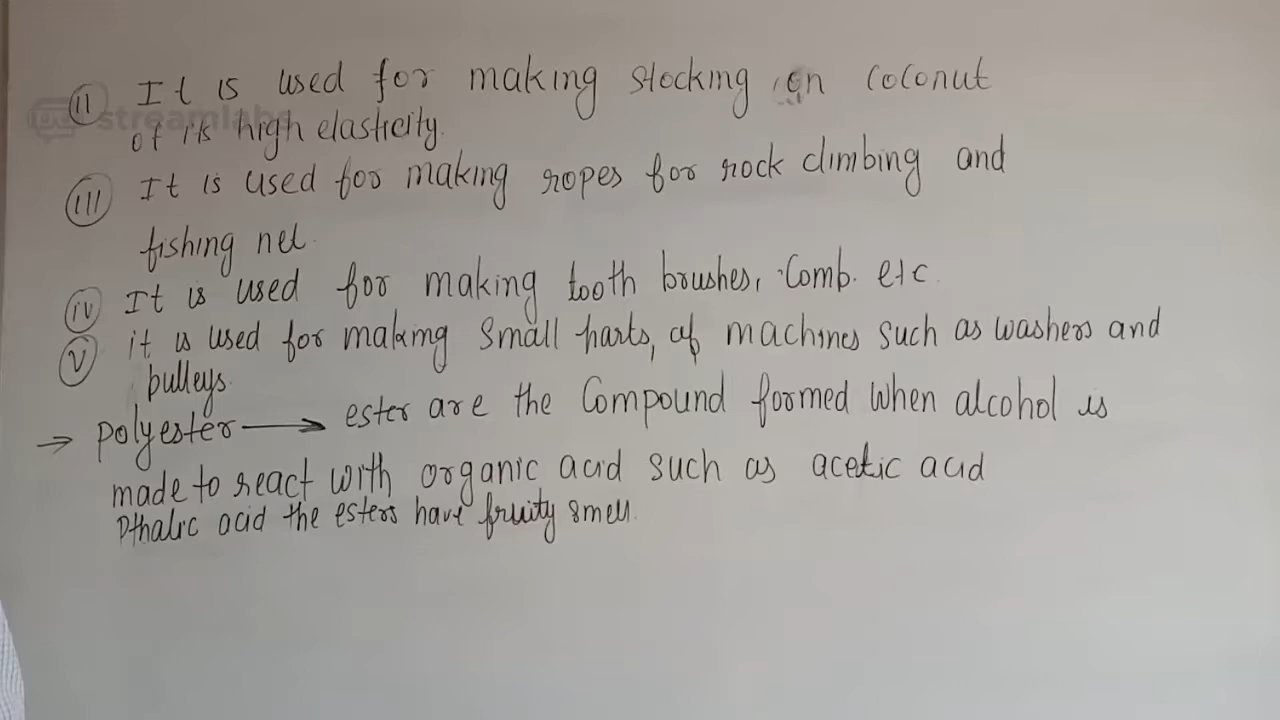 (ii) It is used for making stocking on coconut
of its high elasticity.
(iii) It is used for making ropes for rock climbing and
fishing net.
(iv) It is used for making tooth brushes, Comb. etc.
(v) it is used for making Small parts, of machines such as washers and
pulleys.
→ Polyester → ester are the Compound formed when alcohol is
made to react with organic acid such as acetic acid
Pthalic acid the esters have fruity smell.
streamlabs